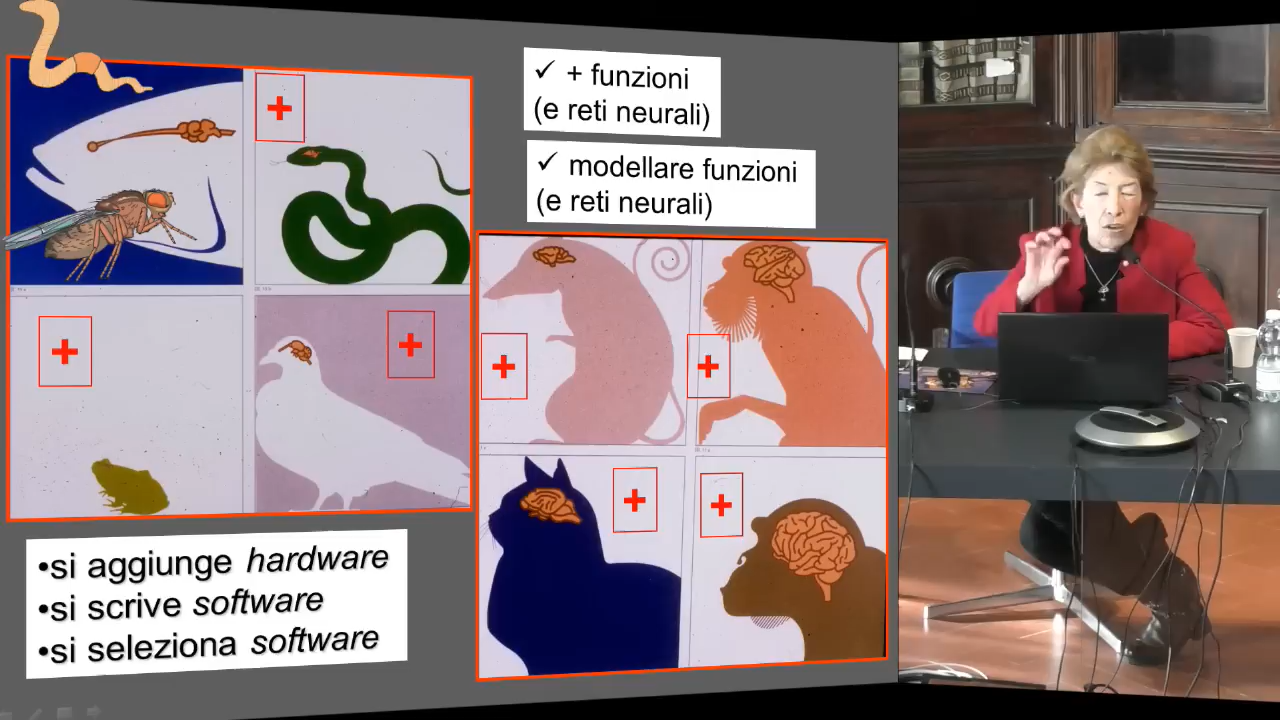 ✓ + funzioni
(e reti neurali)
✓ modellare funzioni
(e reti neurali)
+
+
+
+
+
+
+
•si aggiunge hardware
•si scrive software
•si seleziona software